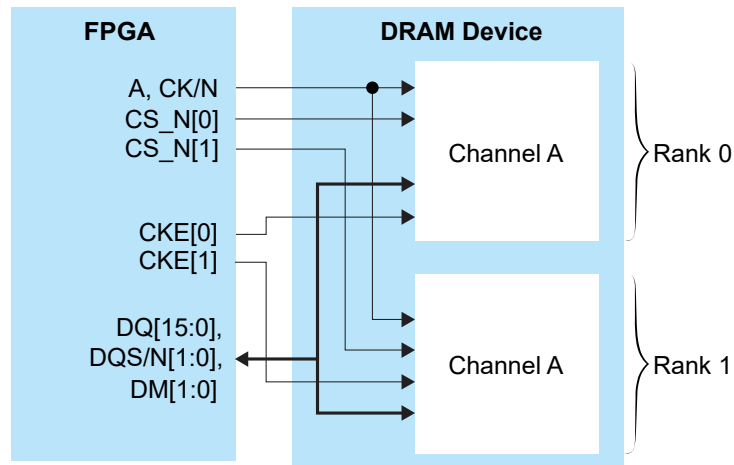 FPGA
DRAM Device
A, CK/N
CS_N[0]
CS_N[1]
Channel A
Rank 0
CKE[0]
CKE[1]
DQ[15:0],
DQS/N[1:0],
DM[1:0]
Channel A
Rank 1